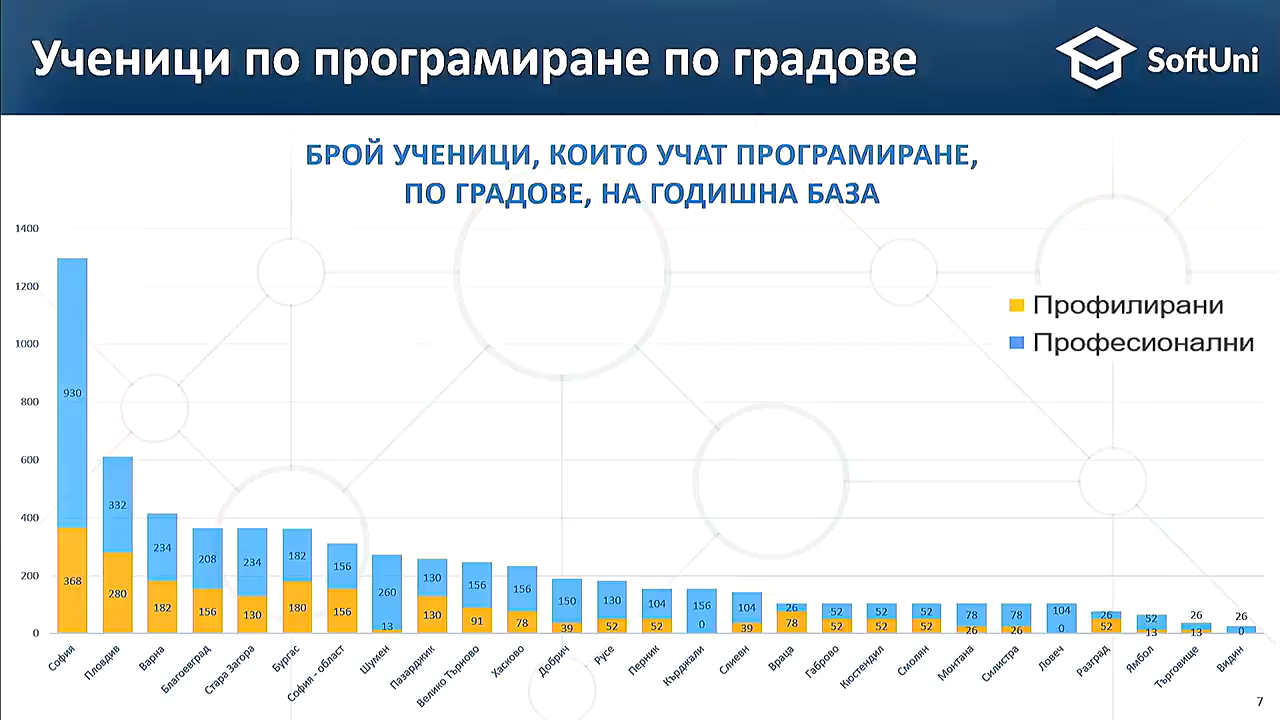 Ученици по програмиране по градове
SoftUni
БРОЙ УЧЕНИЦИ, КОИТО УЧАТ ПРОГРАМИРАНЕ,
ПО ГРАДОВЕ, НА ГОДИШНА БАЗА
1400
1200
1000
800
600
400
200
0
Профилирани
Професионални
930 332 234 208 234 182 156 260 130 156 156 150 130 104 156 104 26 52 52 52 78 78 104 26 52 26 26
368 280 182 156 130 180 156 13 130 91 78 39 52 52 0 39 78 52 52 52 26 26 0 52 13 13 0
София Пловдив Варна Благоевград Стара Загора Бургас София - област Шумен Пазарджик Велико Търново Хасково Добрич Русе Перник Кърджали Сливен Враца Габрово Кюстендил Смолян Монтана Силистра Ловеч Разград Ямбол Търговище Видин
7